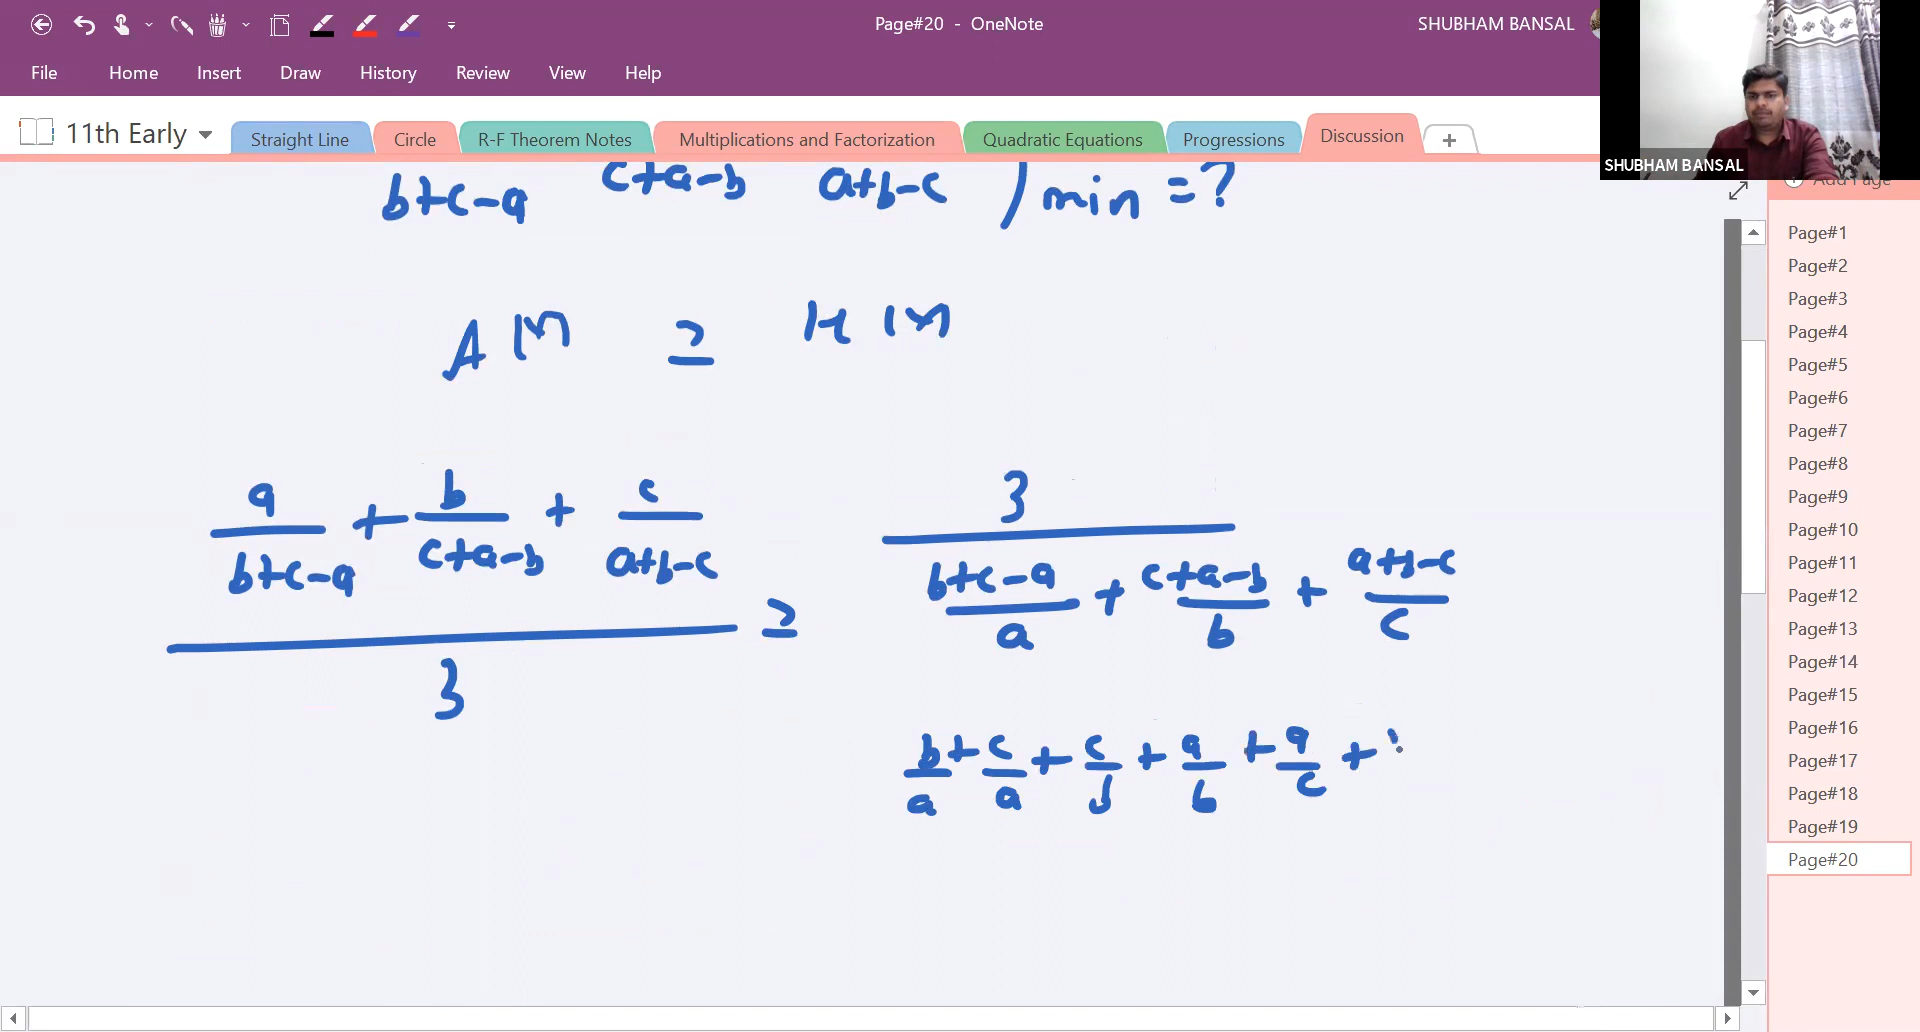 Page#20 - OneNote
SHUBHAM BANSAL
File Home Insert Draw History Review View Help
11th Early
Straight Line Circle R-F Theorem Notes Multiplications and Factorization Quadratic Equations Progressions Discussion
SHUBHAM BANSAL
Add Page
b+c-a c+a-b a+b-c ) min = ?
AM ≥ HM
a/(b+c-a) + b/(c+a-b) + c/(a+b-c)
3
≥
3
(b+c-a)/a + (c+a-b)/b + (a+b-c)/c
b/a + c/a + c/b + a/b + a/c +
Page#1
Page#2
Page#3
Page#4
Page#5
Page#6
Page#7
Page#8
Page#9
Page#10
Page#11
Page#12
Page#13
Page#14
Page#15
Page#16
Page#17
Page#18
Page#19
Page#20